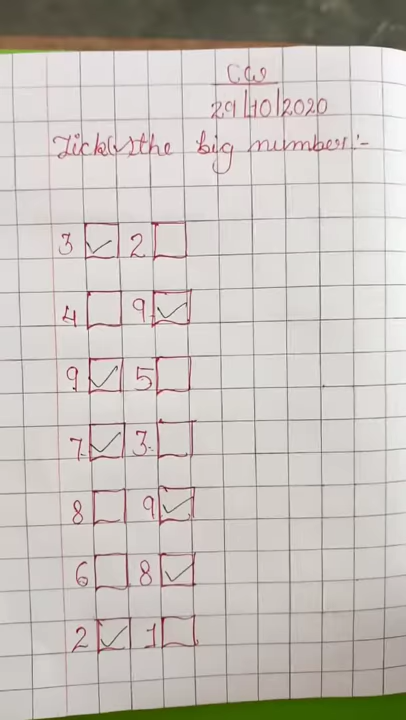 CW
29/10/2020
Tick(✓) the big number:-
3 ✓ 2
4 9 ✓
9 ✓ 5
7 ✓ 3
8 9 ✓
6 8 ✓
2 ✓ 1